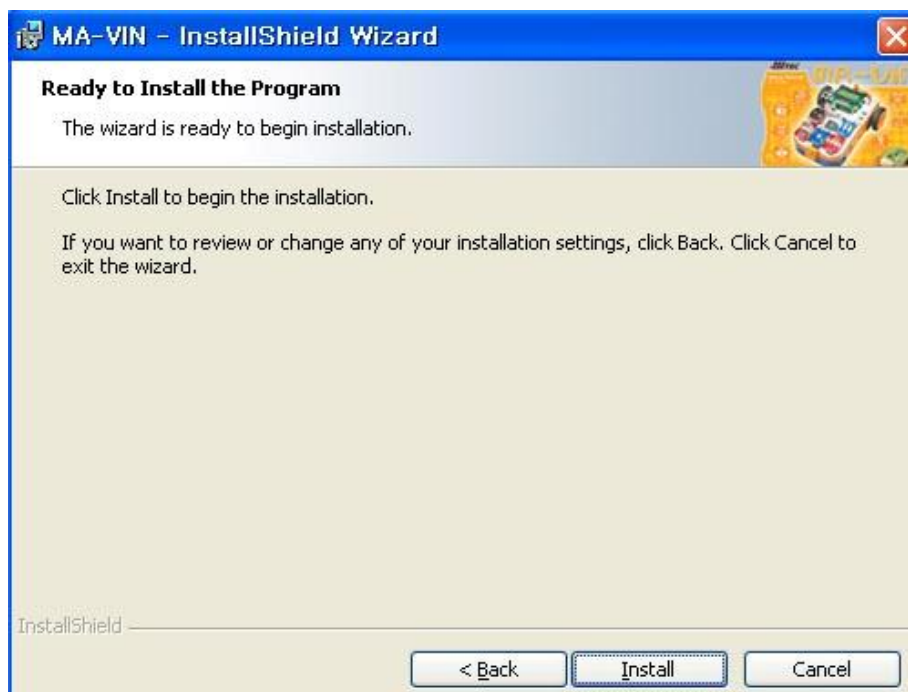 MA-VIN - InstallShield Wizard
Ready to Install the Program
The wizard is ready to begin installation.
MA-VIN
Click Install to begin the installation.
If you want to review or change any of your installation settings, click Back. Click Cancel to
exit the wizard.
InstallShield
< Back
Install
Cancel